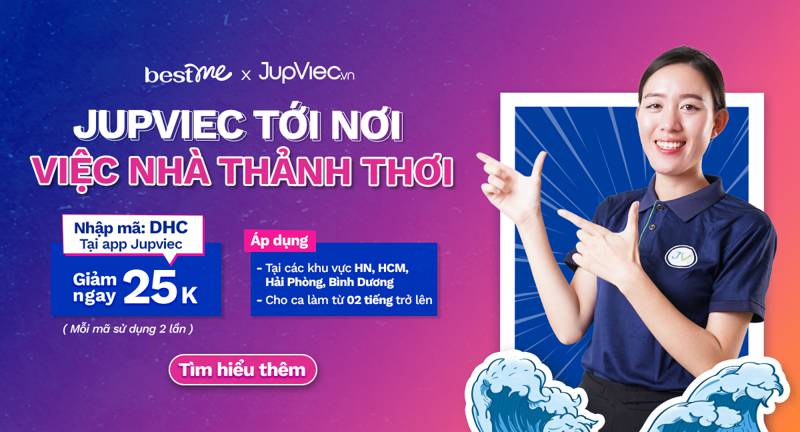 bestme x JupViec.vn
JUPVIEC TỚI NƠI
VIỆC NHÀ THẢNH THƠI
Nhập mã: DHC
Tại app Jupviec
Giảm ngay 25K
( Mỗi mã sử dụng 2 lần )
Áp dụng
- Tại các khu vực HN, HCM,
Hải Phòng, Bình Dương
- Cho ca làm từ 02 tiếng trở lên
Tìm hiểu thêm
JV